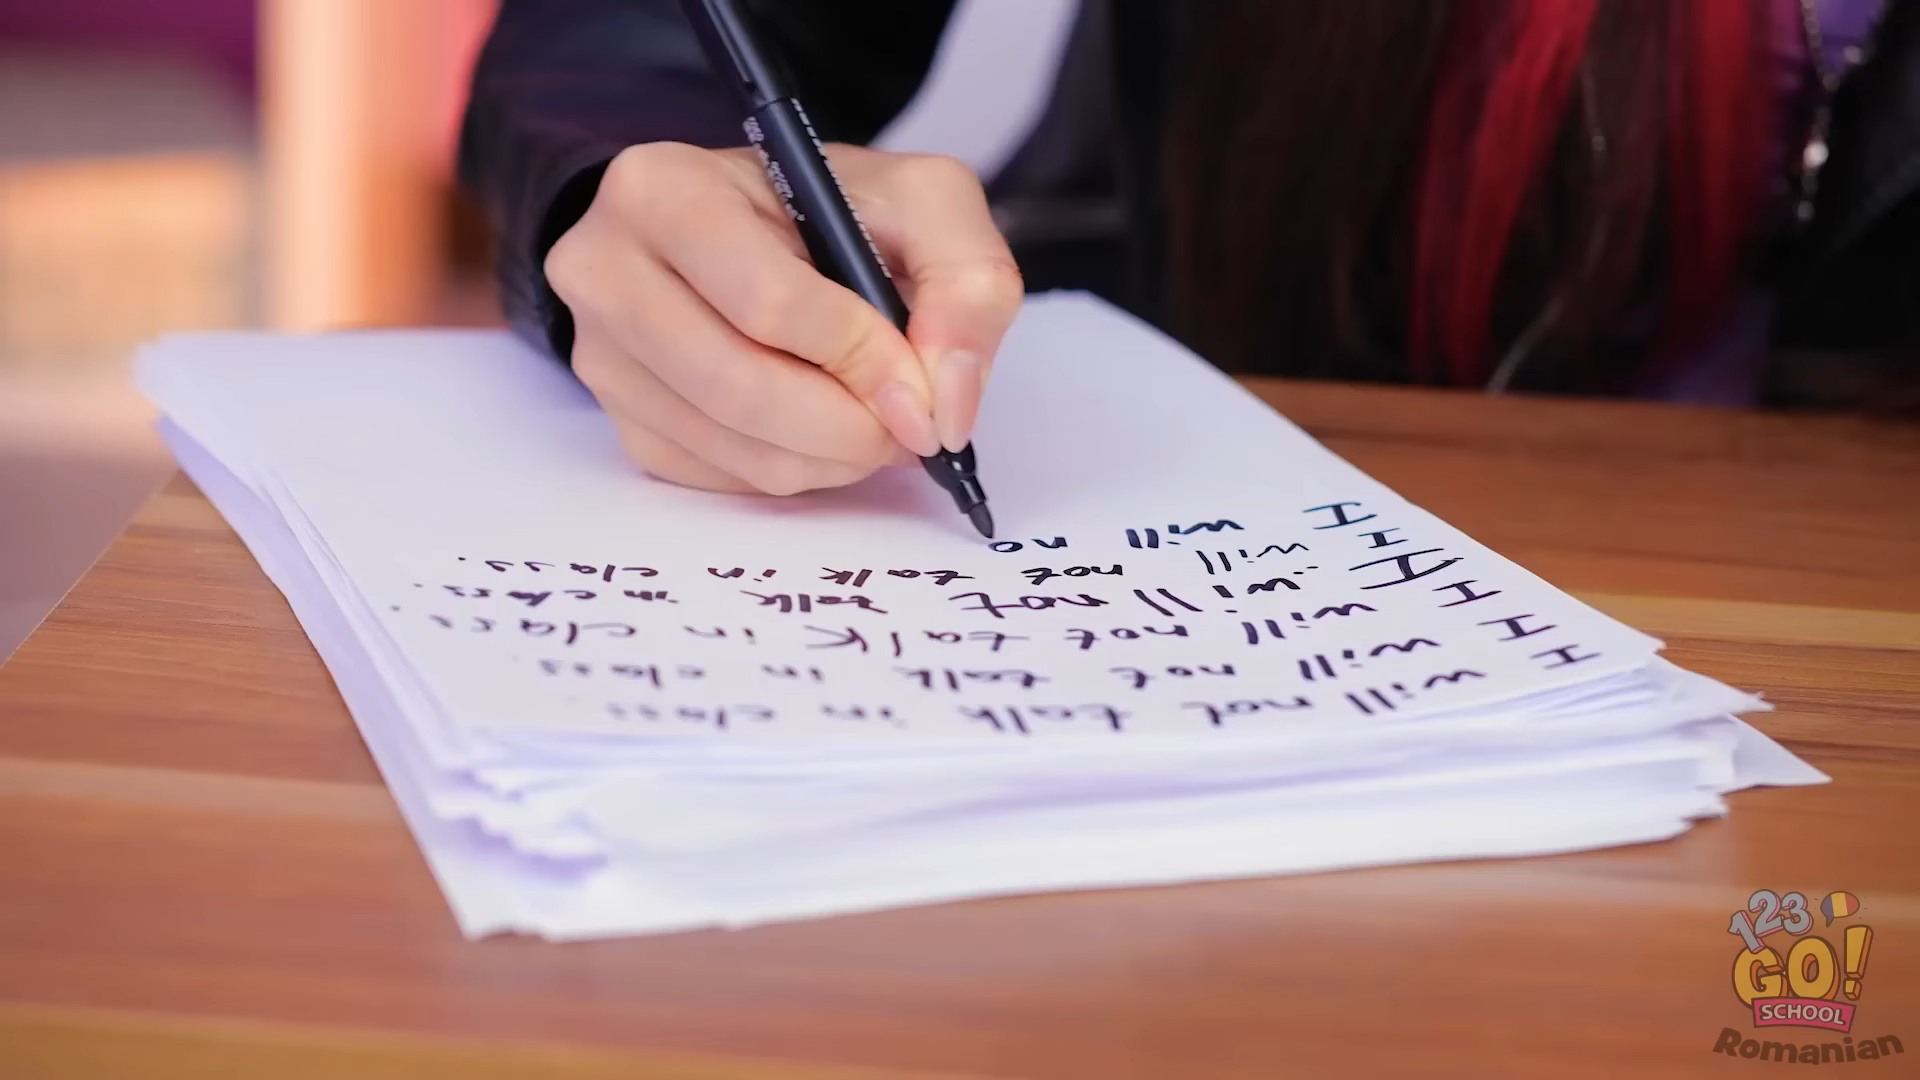 I will not talk in class.
I will not talk in class.
I will not talk in class.
I will not talk in class.
I will not talk in class.
I will no
123 GO!
SCHOOL
Romanian